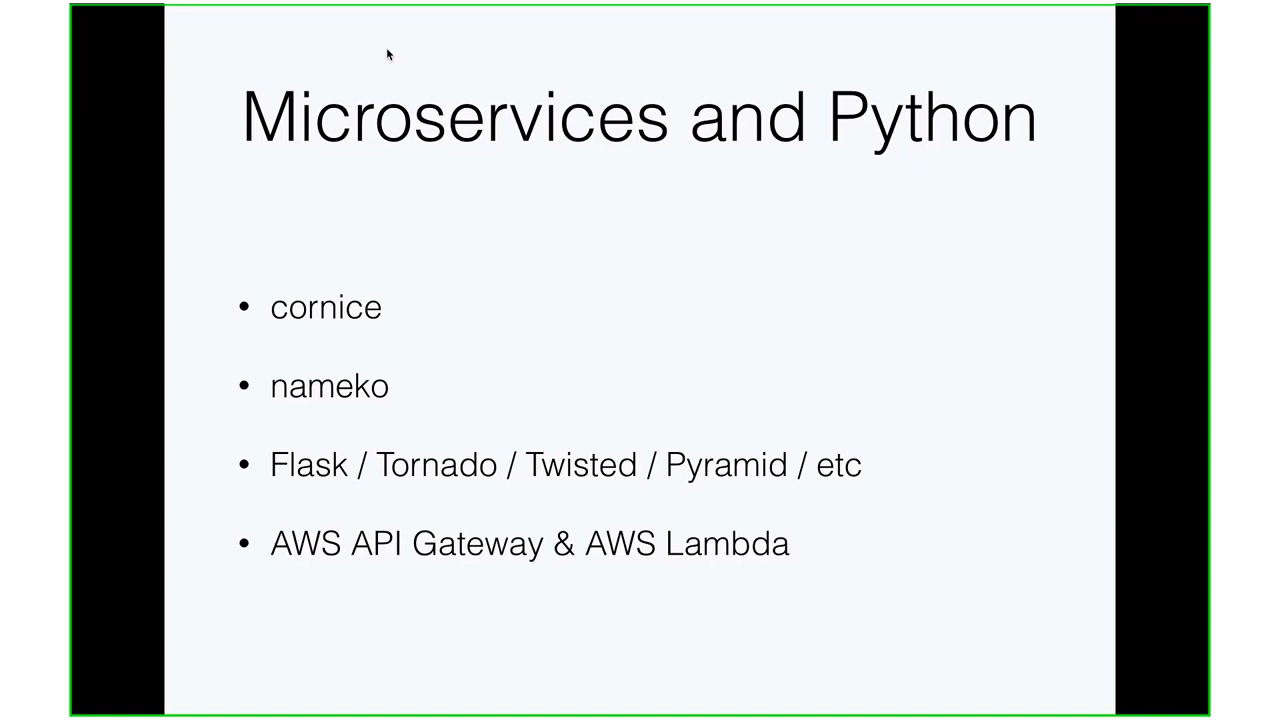 Microservices and Python
• cornice
• nameko
• Flask / Tornado / Twisted / Pyramid / etc
• AWS API Gateway & AWS Lambda